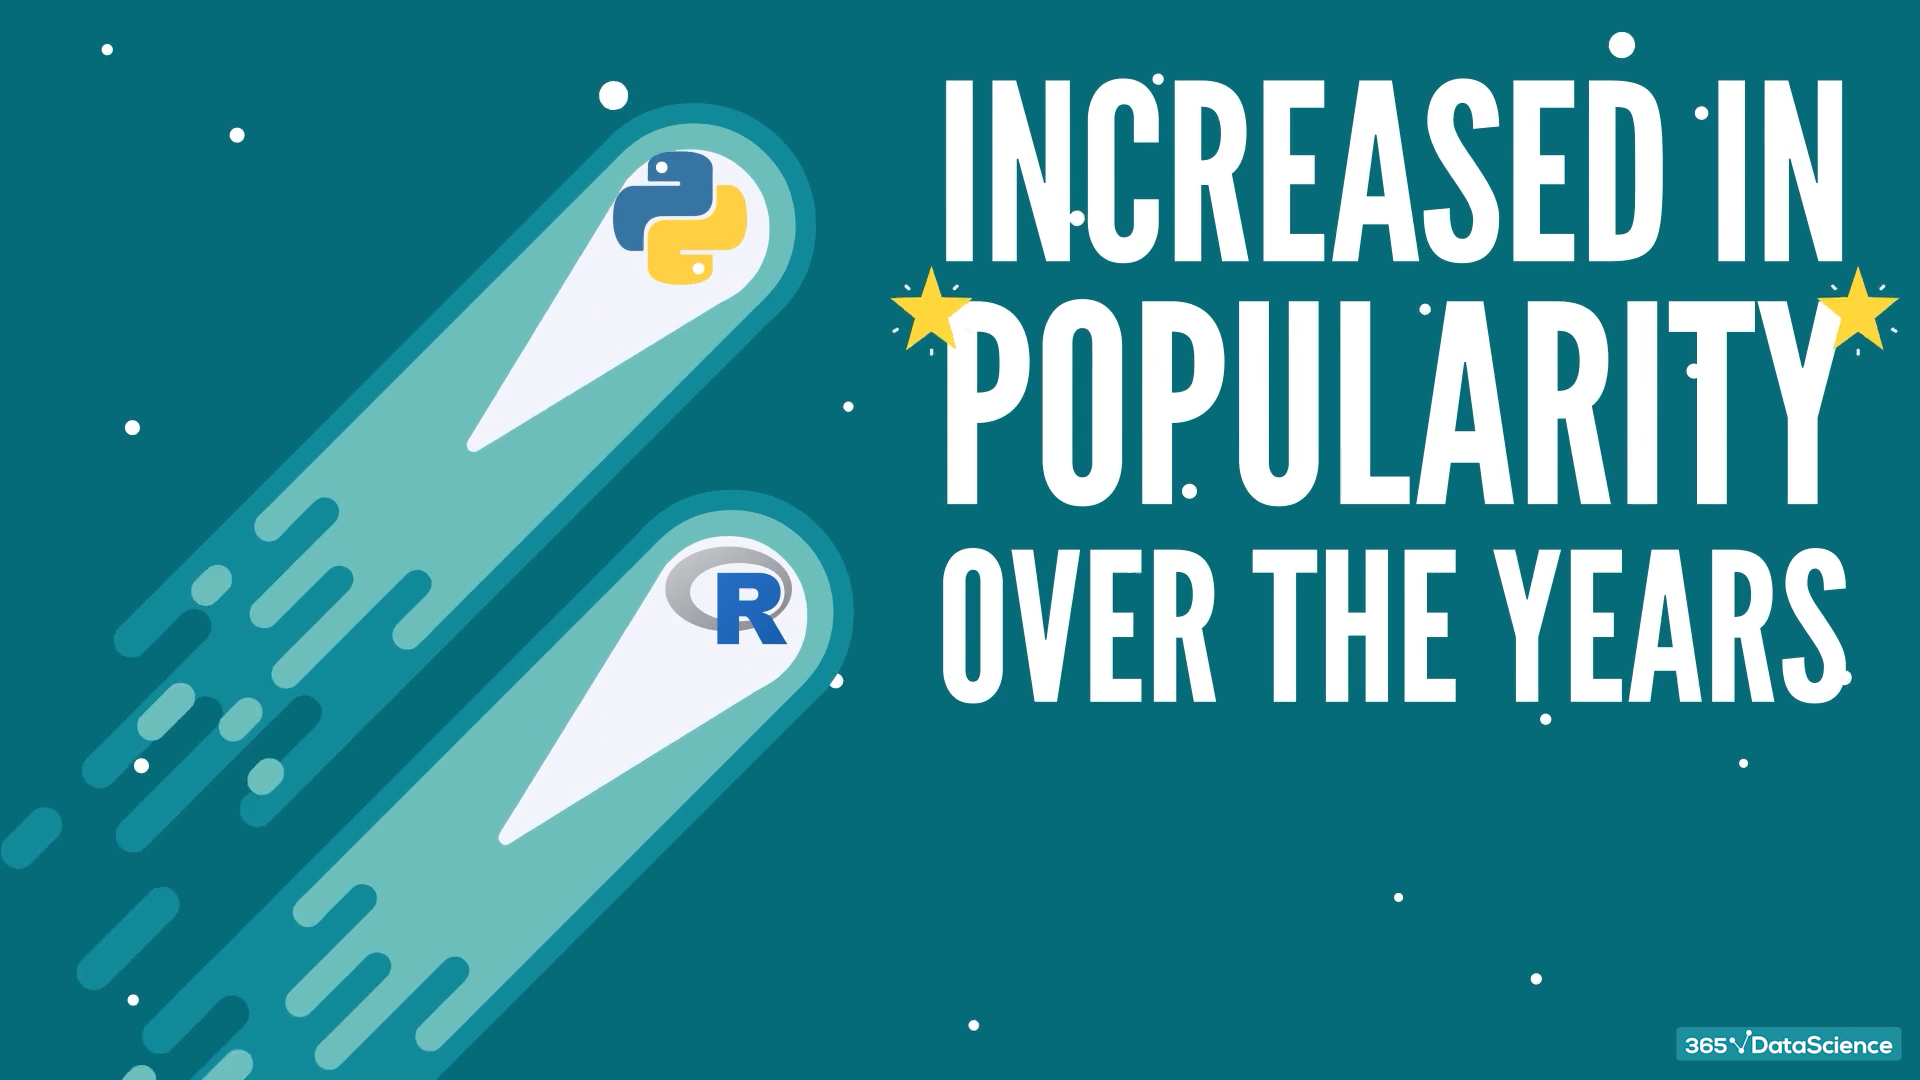 INCREASED IN
POPULARITY
OVER THE YEARS
R
365 DataScience